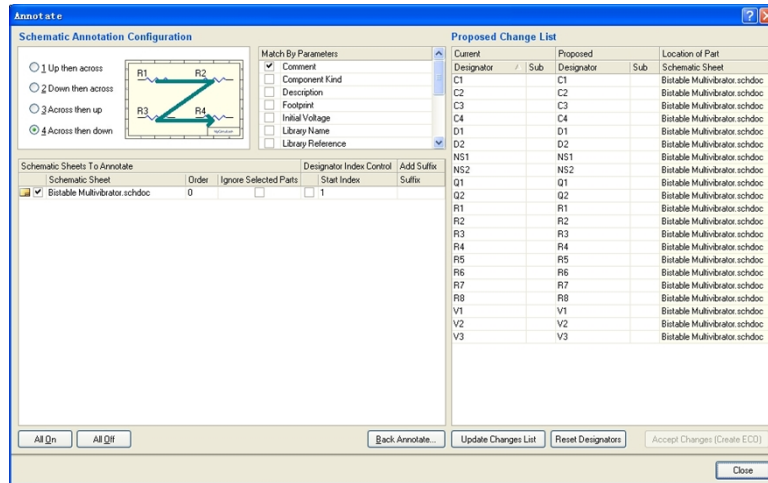 Annotate
Schematic Annotation Configuration
1 Up then across
2 Down then across
3 Across then up
4 Across then down
R1 R2
R3 R4
Match By Parameters
Comment
Component Kind
Description
Footprint
Initial Voltage
Library Name
Library Reference
Schematic Sheets To Annotate Designator Index Control Add Suffix
Schematic Sheet Order Ignore Selected Parts Start Index Suffix
Bistable Multivibrator.schdoc 0 1
All On All Off Back Annotate...
Proposed Change List
Current Proposed Location of Part
Designator Sub Designator Sub Schematic Sheet
C1 C1 Bistable Multivibrator.schdoc
C2 C2 Bistable Multivibrator.schdoc
C3 C3 Bistable Multivibrator.schdoc
C4 C4 Bistable Multivibrator.schdoc
D1 D1 Bistable Multivibrator.schdoc
D2 D2 Bistable Multivibrator.schdoc
NS1 NS1 Bistable Multivibrator.schdoc
NS2 NS2 Bistable Multivibrator.schdoc
Q1 Q1 Bistable Multivibrator.schdoc
Q2 Q2 Bistable Multivibrator.schdoc
R1 R1 Bistable Multivibrator.schdoc
R2 R2 Bistable Multivibrator.schdoc
R3 R3 Bistable Multivibrator.schdoc
R4 R4 Bistable Multivibrator.schdoc
R5 R5 Bistable Multivibrator.schdoc
R6 R6 Bistable Multivibrator.schdoc
R7 R7 Bistable Multivibrator.schdoc
R8 R8 Bistable Multivibrator.schdoc
V1 V1 Bistable Multivibrator.schdoc
V2 V2 Bistable Multivibrator.schdoc
V3 V3 Bistable Multivibrator.schdoc
Update Changes List Reset Designators Accept Changes (Create ECO)
Close